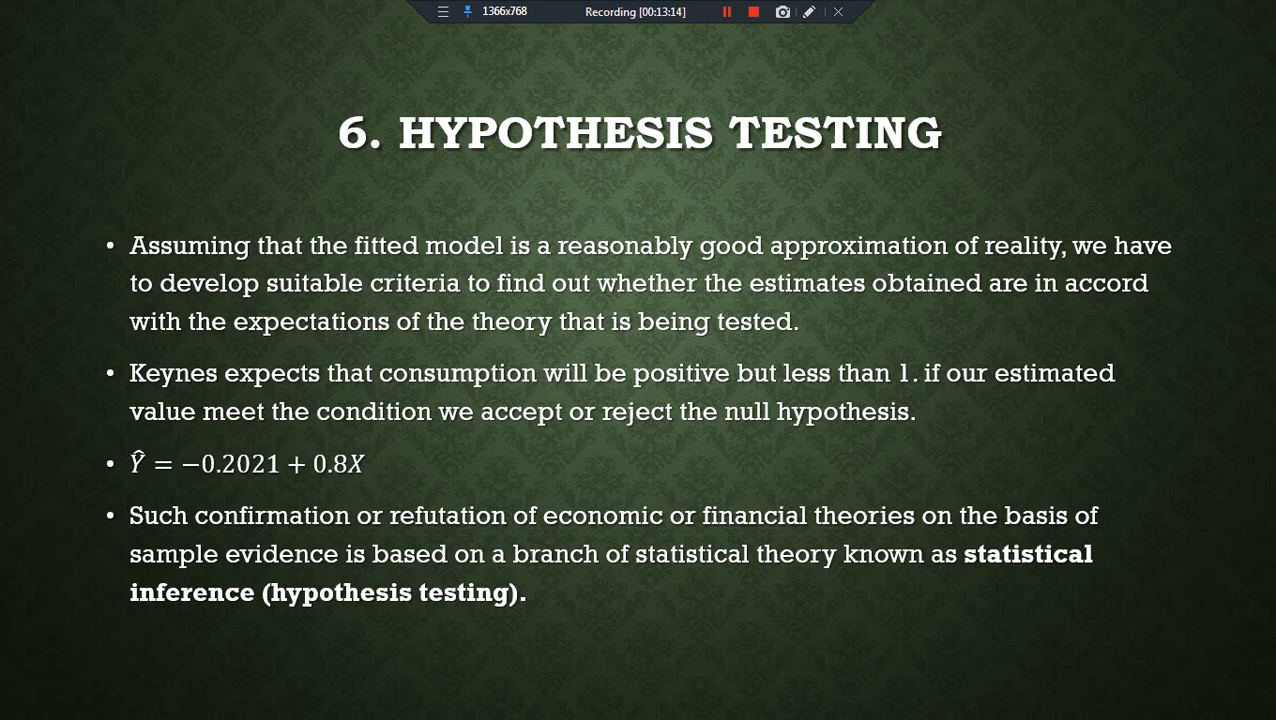 1366x768 Recording [00:13:14]
6. HYPOTHESIS TESTING
• Assuming that the fitted model is a reasonably good approximation of reality, we have
to develop suitable criteria to find out whether the estimates obtained are in accord
with the expectations of the theory that is being tested.
• Keynes expects that consumption will be positive but less than 1. if our estimated
value meet the condition we accept or reject the null hypothesis.
• Ŷ = −0.2021 + 0.8X
• Such confirmation or refutation of economic or financial theories on the basis of
sample evidence is based on a branch of statistical theory known as statistical
inference (hypothesis testing).